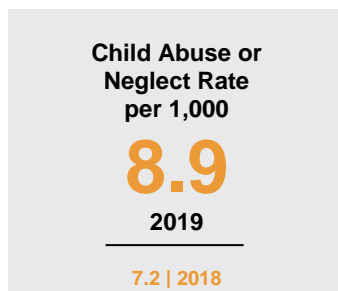 Child Abuse or
Neglect Rate
per 1,000
8.9
2019
7.2 | 2018